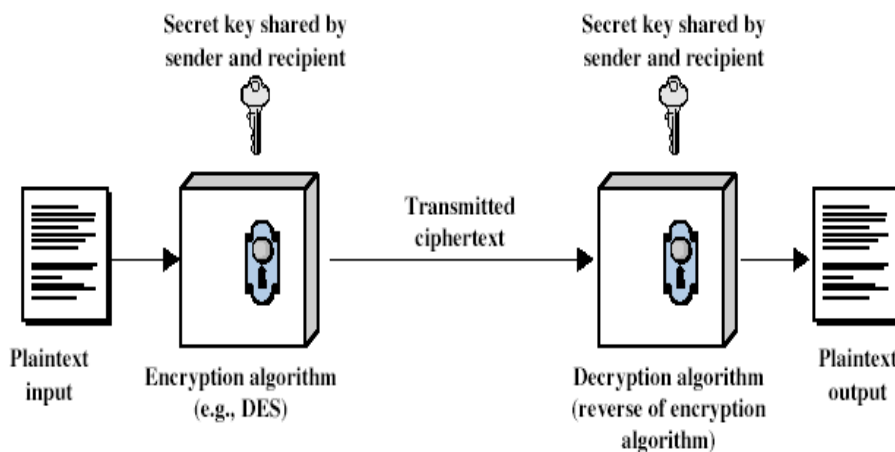 Secret key shared by
sender and recipient
Secret key shared by
sender and recipient
Transmitted
ciphertext
Plaintext
input
Encryption algorithm
(e.g., DES)
Decryption algorithm
(reverse of encryption
algorithm)
Plaintext
output